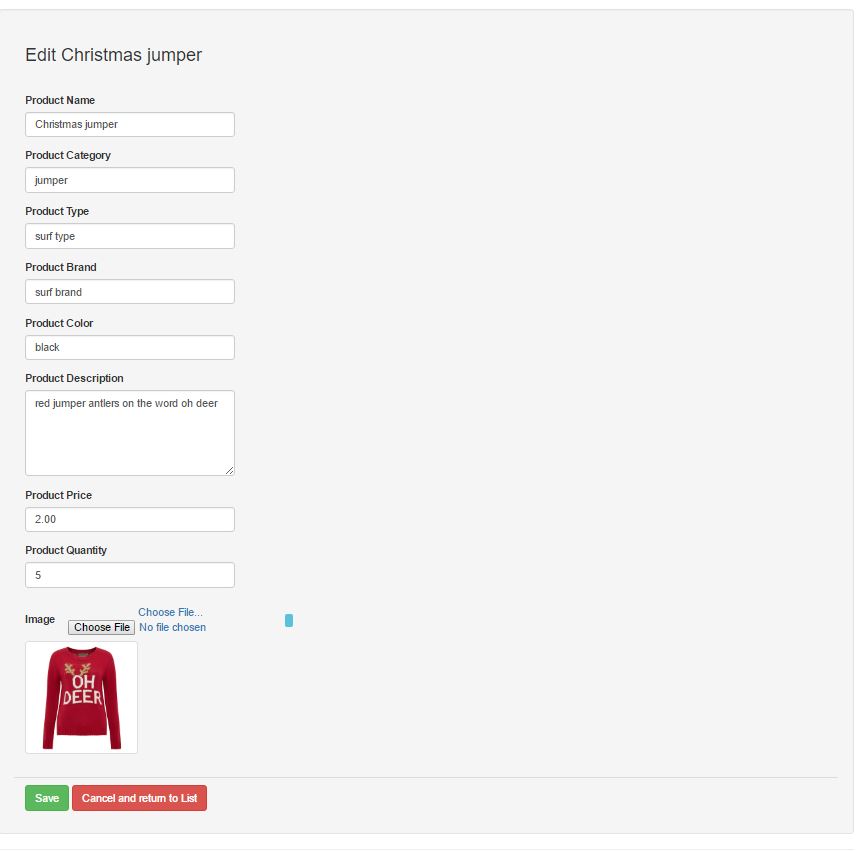 Edit Christmas jumper
Product Name
Christmas jumper
Product Category
jumper
Product Type
surf type
Product Brand
surf brand
Product Color
black
Product Description
red jumper antlers on the word oh deer
Product Price
2.00
Product Quantity
5
Choose File...
Image
Choose File No file chosen
OH
DEER
Save Cancel and return to List